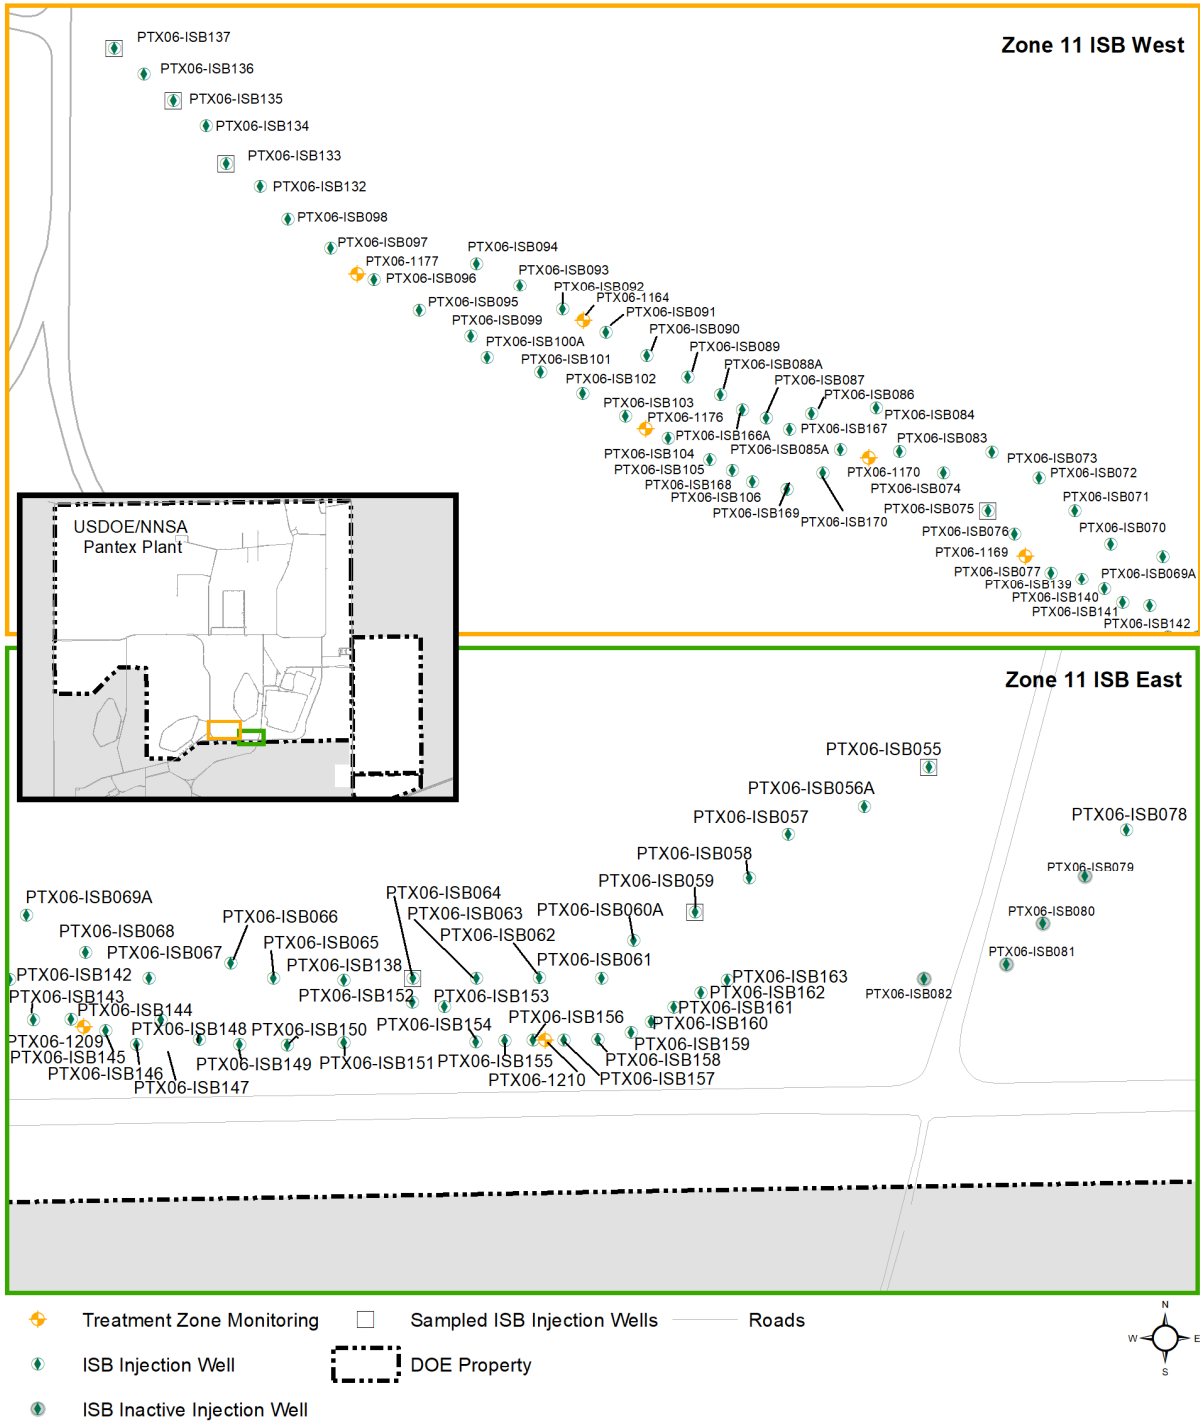 Zone 11 ISB West
PTX06-ISB137
PTX06-ISB136
PTX06-ISB135
PTX06-ISB134
PTX06-ISB133
PTX06-ISB132
PTX06-ISB098
PTX06-ISB097
PTX06-ISB094
PTX06-1177
PTX06-ISB093
PTX06-ISB096
PTX06-ISB092
PTX06-1164
PTX06-ISB095
PTX06-ISB091
PTX06-ISB099
PTX06-ISB090
PTX06-ISB100A
PTX06-ISB089
PTX06-ISB101
PTX06-ISB088A
PTX06-ISB102
PTX06-ISB087
PTX06-ISB086
PTX06-ISB103
PTX06-1176
PTX06-ISB084
PTX06-ISB167
PTX06-ISB166A
PTX06-ISB083
PTX06-ISB085A
PTX06-ISB104
PTX06-ISB073
PTX06-ISB105
PTX06-1170
PTX06-ISB072
PTX06-ISB168
PTX06-ISB074
PTX06-ISB106
PTX06-ISB071
PTX06-ISB075
PTX06-ISB169
PTX06-ISB170
PTX06-ISB070
PTX06-ISB076
PTX06-1169
PTX06-ISB077
PTX06-ISB069A
PTX06-ISB139
PTX06-ISB140
PTX06-ISB141
PTX06-ISB142
USDOE/NNSA
Pantex Plant
Zone 11 ISB East
PTX06-ISB055
PTX06-ISB056A
PTX06-ISB057
PTX06-ISB078
PTX06-ISB058
PTX06-ISB079
PTX06-ISB059
PTX06-ISB064
PTX06-ISB069A
PTX06-ISB060A
PTX06-ISB080
PTX06-ISB066
PTX06-ISB063
PTX06-ISB068
PTX06-ISB062
PTX06-ISB065
PTX06-ISB067
PTX06-ISB081
PTX06-ISB061
PTX06-ISB138
PTX06-ISB142
PTX06-ISB163
PTX06-ISB082
PTX06-ISB162
PTX06-ISB143
PTX06-ISB152
PTX06-ISB153
PTX06-ISB144
PTX06-ISB161
PTX06-ISB156
PTX06-ISB154
PTX06-ISB160
PTX06-ISB148
PTX06-ISB150
PTX06-1209
PTX06-ISB159
PTX06-ISB145
PTX06-ISB149
PTX06-ISB151
PTX06-ISB155
PTX06-ISB158
PTX06-ISB146
PTX06-1210
PTX06-ISB157
PTX06-ISB147
Treatment Zone Monitoring
Sampled ISB Injection Wells
Roads
ISB Injection Well
DOE Property
ISB Inactive Injection Well
N
W
E
S